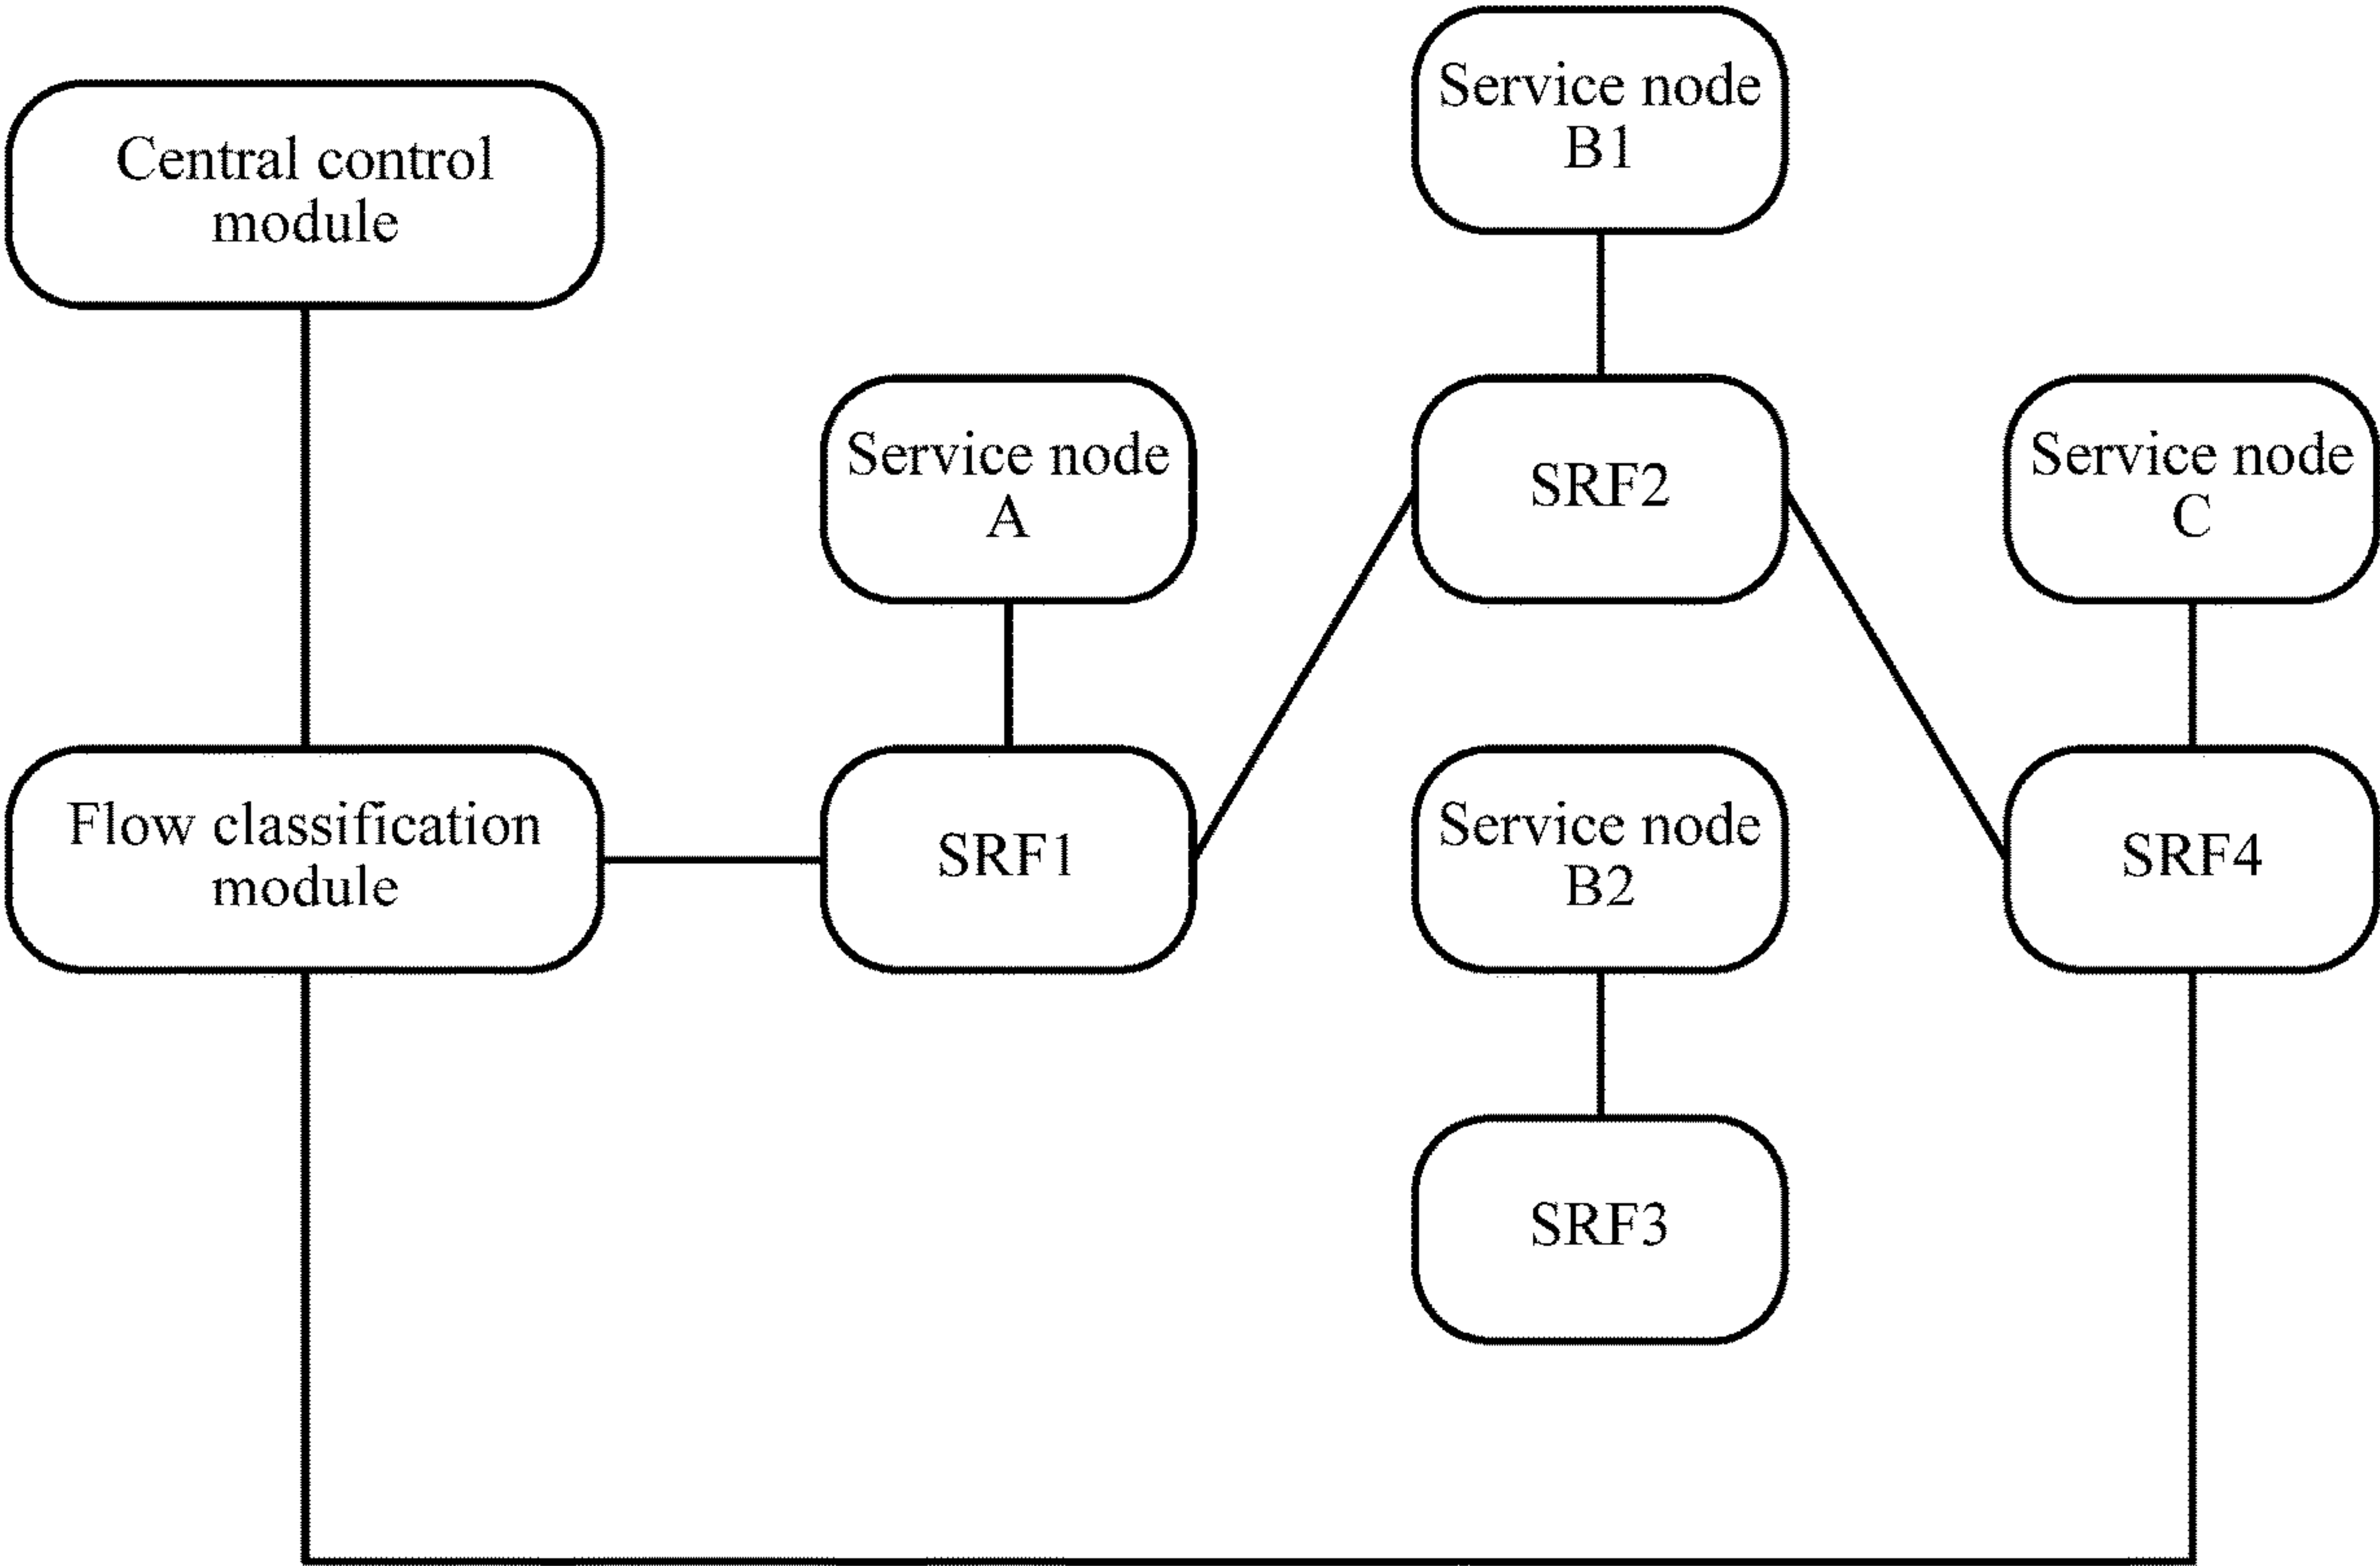 Central control
module
Service node
B1
Service node
A
SRF2
Service node
C
Flow classification
module
SRF1
Service node
B2
SRF4
SRF3